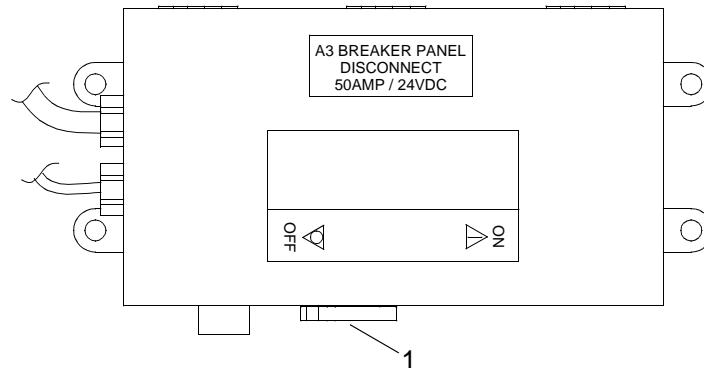 A3 BREAKER PANEL
DISCONNECT
50AMP / 24VDC
OFF
ON
1